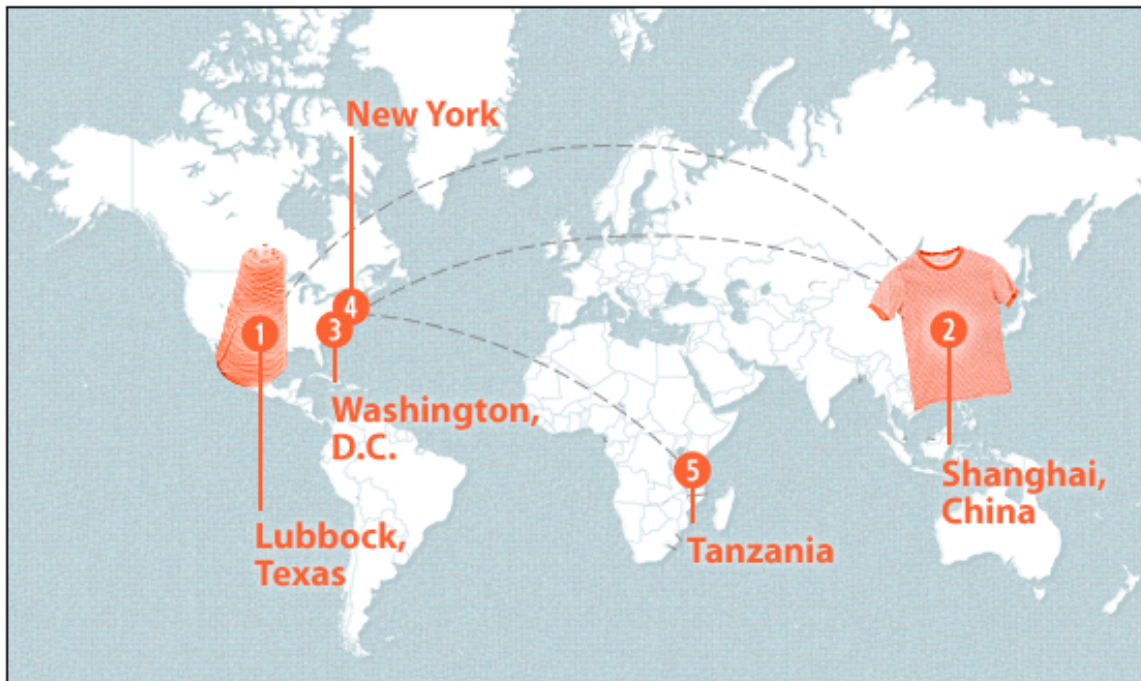 New York
1
4
3
2
Washington,
D.C.
5
Shanghai,
China
Lubbock,
Texas
Tanzania